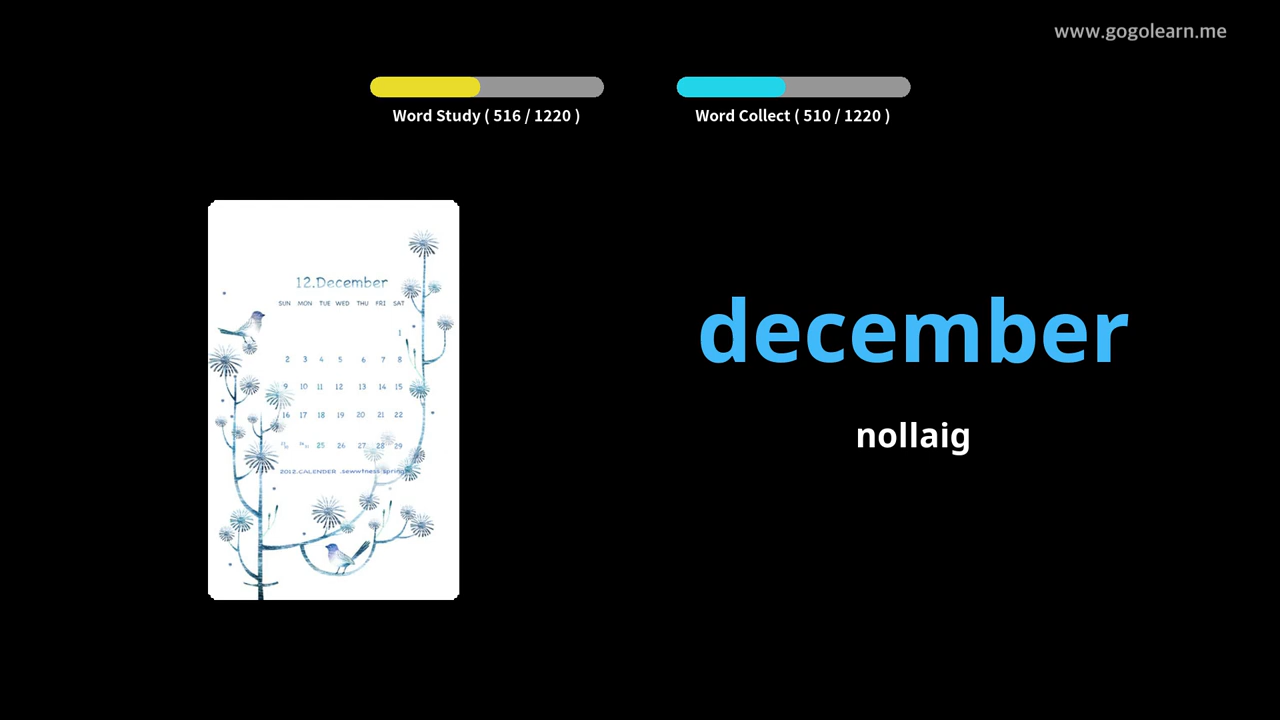 www.gogolearn.me
Word Study ( 516 / 1220 )
Word Collect ( 510 / 1220 )
12.December
SUN MON TUE WED THU FRI SAT
1
2 3 4 5 6 7 8
9 10 11 12 13 14 15
16 17 18 19 20 21 22
25 26 27 28 29
2012.CALENDER
december
nollaig